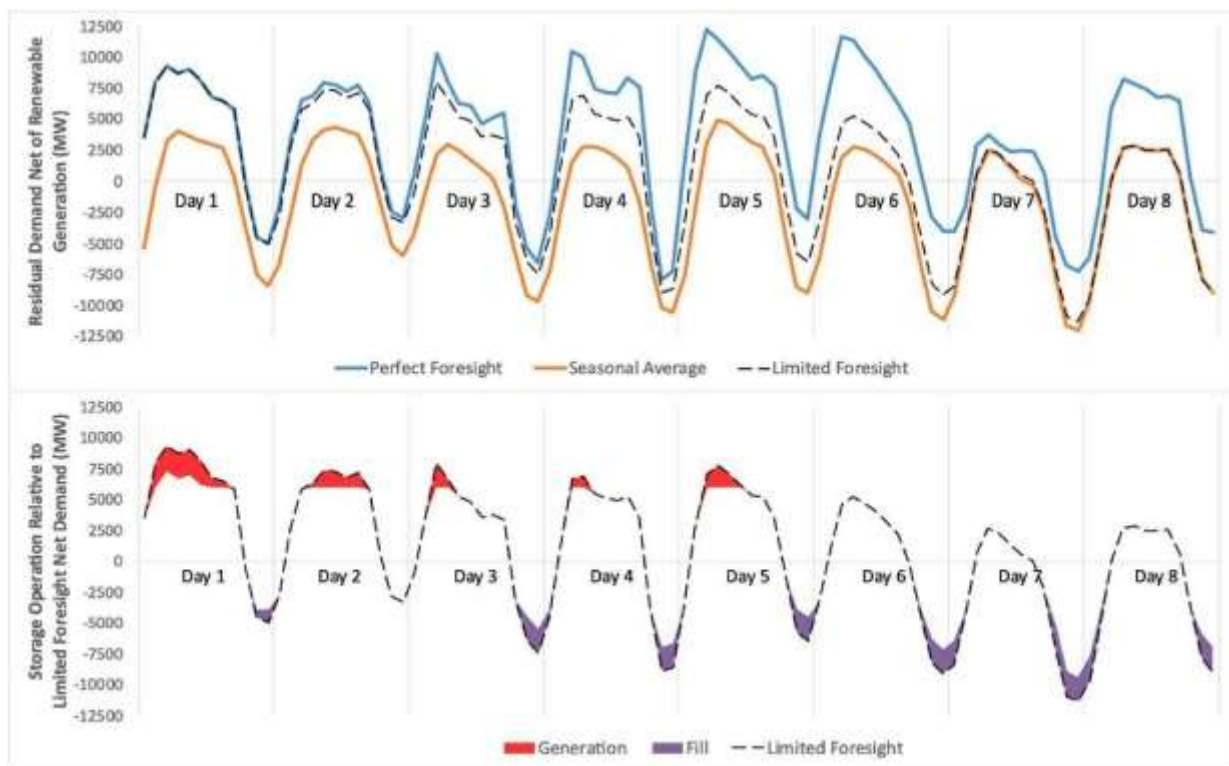 Residual Demand Net of Renewable
Generation (MW)
12500
10000
7500
5000
2500
0
-2500
-5000
-7500
-10000
-12500
Day 1 Day 2 Day 3 Day 4 Day 5 Day 6 Day 7 Day 8
Perfect Foresight Seasonal Average Limited Foresight
Storage Operation Relative to
Limited Foresight Net Demand (MW)
12500
10000
7500
5000
2500
0
-2500
-5000
-7500
-10000
-12500
Day 1 Day 2 Day 3 Day 4 Day 5 Day 6 Day 7 Day 8
Generation Fill Limited Foresight